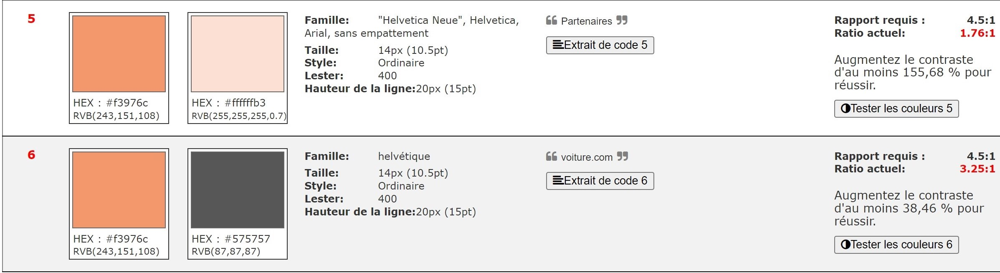 5
HEX : #f3976c
RVB(243,151,108)
HEX : #ffffffb3
RVB(255,255,255,0.7)
Famille: "Helvetica Neue", Helvetica,
Arial, sans empattement
Taille: 14px (10.5pt)
Style: Ordinaire
Lester: 400
Hauteur de la ligne:20px (15pt)
❝ Partenaires ❞
Extrait de code 5
Rapport requis : 4.5:1
Ratio actuel: 1.76:1
Augmentez le contraste
d'au moins 155,68 % pour
réussir.
Tester les couleurs 5
6
HEX : #f3976c
RVB(243,151,108)
HEX : #575757
RVB(87,87,87)
Famille: helvétique
Taille: 14px (10.5pt)
Style: Ordinaire
Lester: 400
Hauteur de la ligne:20px (15pt)
❝ voiture.com ❞
Extrait de code 6
Rapport requis : 4.5:1
Ratio actuel: 3.25:1
Augmentez le contraste
d'au moins 38,46 % pour
réussir.
Tester les couleurs 6